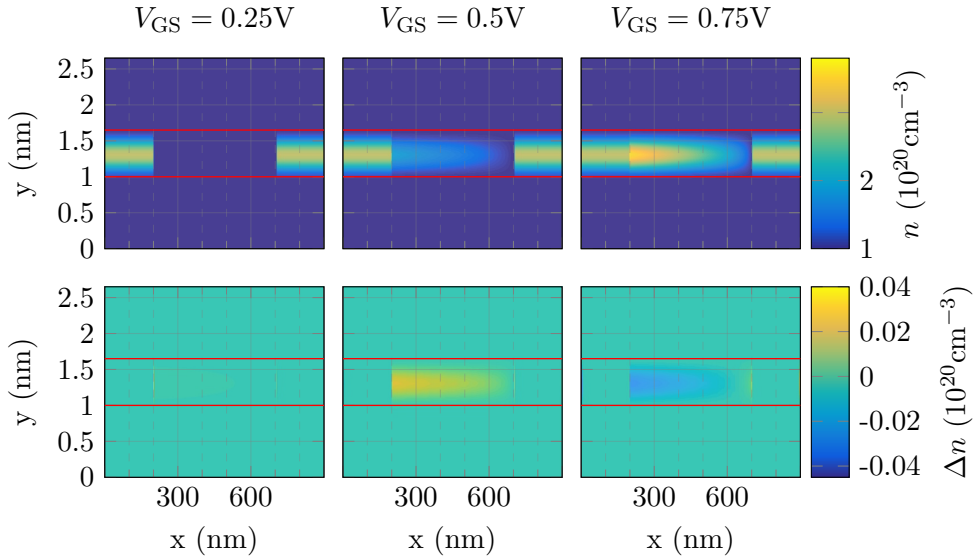 V_GS = 0.25V V_GS = 0.5V V_GS = 0.75V
2.5
2
1.5
1
0.5
0
y (nm)
2
1
n (10^20 cm^−3)
2.5
2
1.5
1
0.5
0
y (nm)
0.04
0.02
0
-0.02
-0.04
Δn (10^20 cm^−3)
300 600 300 600 300 600
x (nm) x (nm) x (nm)